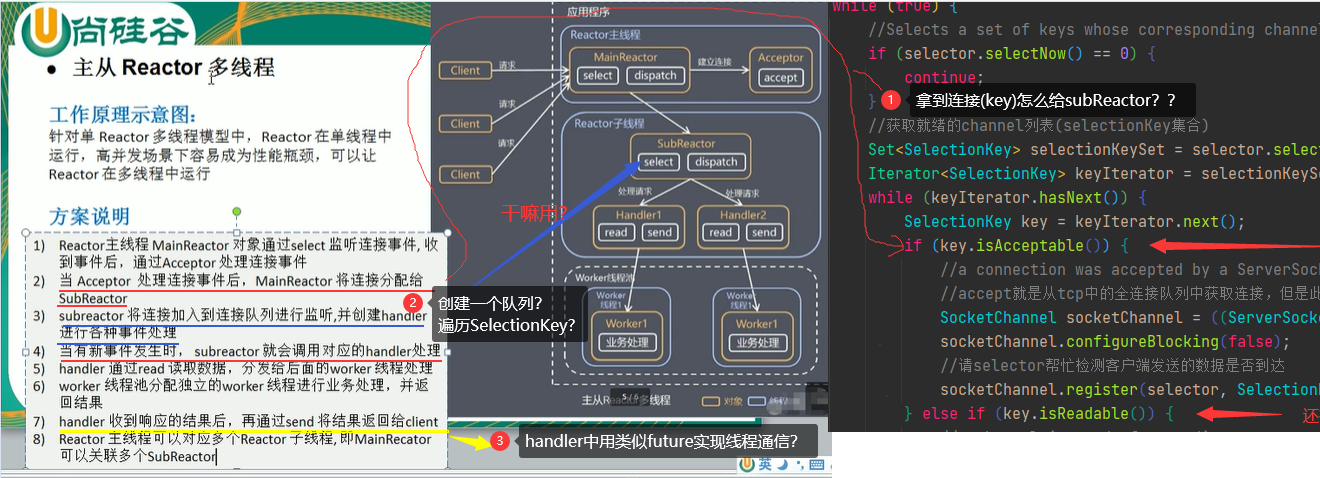 尚硅谷
● 主从 Reactor 多线程
工作原理示意图:
针对单 Reactor 多线程模型中，Reactor 在单线程中
运行，高并发场景下容易成为性能瓶颈，可以让
Reactor 在多线程中运行
方案说明
1) Reactor主线程 MainReactor 对象通过select 监听连接事件, 收
到事件后，通过Acceptor 处理连接事件
2) 当 Acceptor 处理连接事件后，MainReactor 将连接分配给
SubReactor
3) subreactor 将连接加入到连接队列进行监听,并创建handler
进行各种事件处理
4) 当有新事件发生时， subreactor 就会调用对应的handler处理
5) handler 通过read 读取数据，分发给后面的worker 线程处理
6) worker 线程池分配独立的worker 线程进行业务处理，并返
回结果
7) handler 收到响应的结果后，再通过send 将结果返回给client
8) Reactor 主线程可以对应多个Reactor 子线程, 即MainRecator
可以关联多个SubReactor
应用程序
Reactor主线程
MainReactor
select
dispatch
建立连接
Acceptor
accept
Client
请求
Client
请求
Client
请求
Reactor子线程
SubReactor
select
dispatch
处理请求
处理请求
干嘛用?
Handler1
read
send
Handler2
read
send
Worker线程池
Worker
线程1
Worker1
业务处理
Worke
线程1
Worker1
业务处理
5 / 6
对象
线程
2 创建一个队列?
遍历SelectionKey?
3 handler中用类似future实现线程通信?
英
while (true) {
//Selects a set of keys whose corresponding channel
if (selector.selectNow() == 0) {
continue;
}
1 拿到连接(key)怎么给subReactor? ?
//获取就绪的channel列表(selectionKey集合)
Set<SelectionKey> selectionKeySet = selector.selec
Iterator<SelectionKey> keyIterator = selectionKeyS
while (keyIterator.hasNext()) {
SelectionKey key = keyIterator.next();
if (key.isAcceptable()) {
//a connection was accepted by a ServerSock
//accept就是从tcp中的全连接队列中获取连接，但是此
SocketChannel socketChannel = ((ServerSocke
socketChannel.configureBlocking(false);
//请selector帮忙检测客户端发送的数据是否到达
socketChannel.register(selector, Selection
} else if (key.isReadable()) {
还